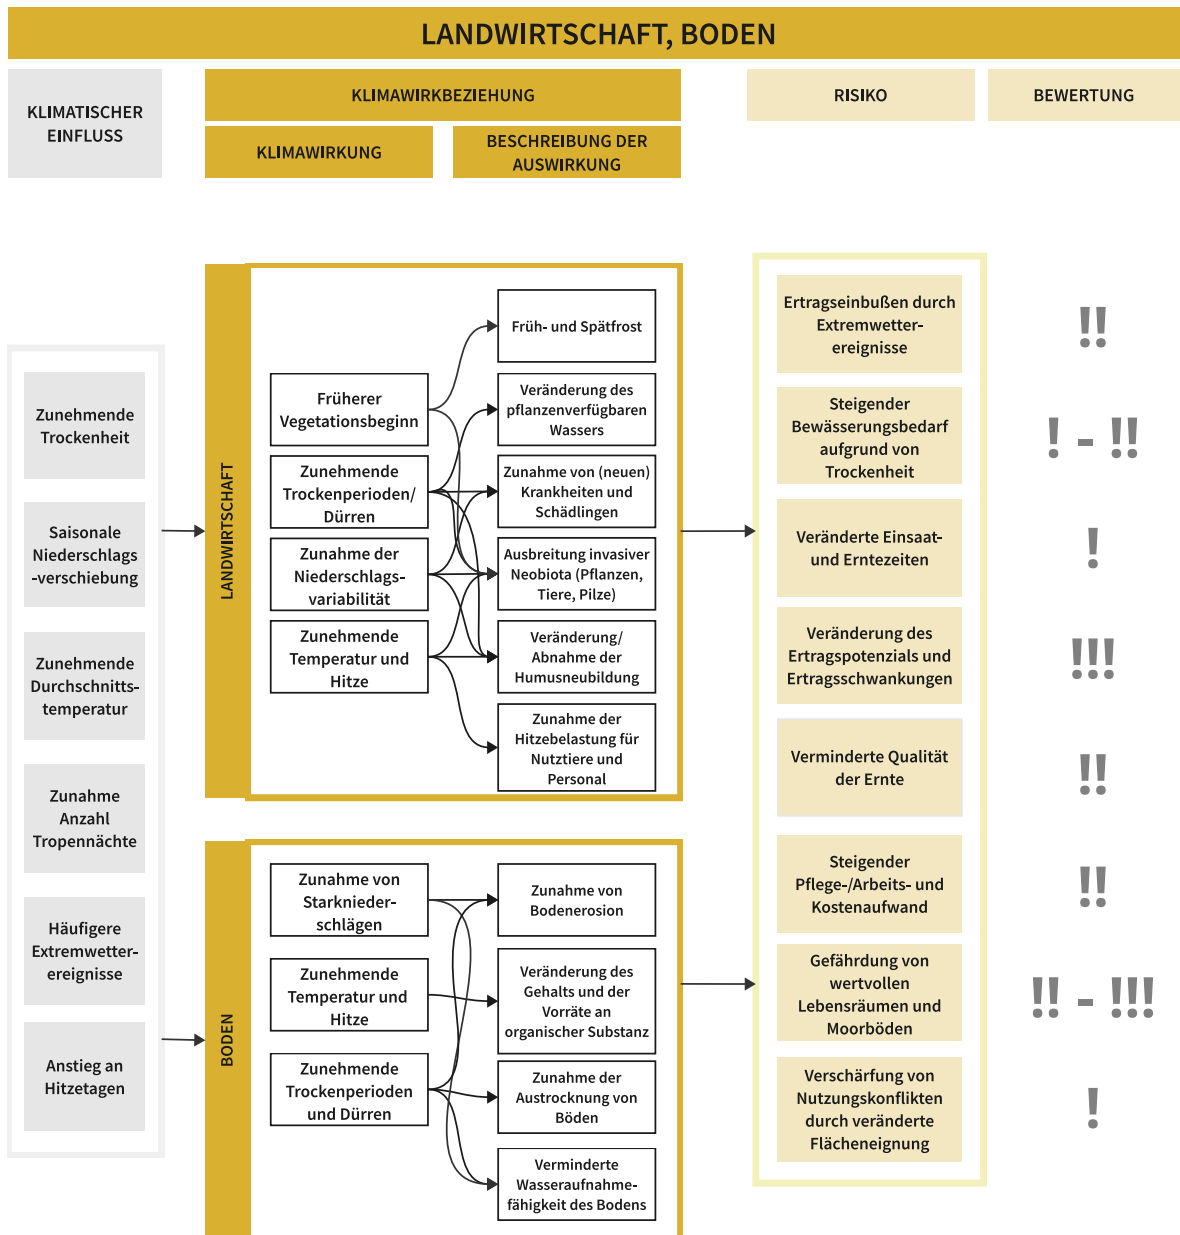 LANDWIRTSCHAFT, BODEN
KLIMATISCHER
EINFLUSS
KLIMAWIRKBEZIEHUNG
KLIMAWIRKUNG
BESCHREIBUNG DER
AUSWIRKUNG
RISIKO
BEWERTUNG
Zunehmende
Trockenheit
Saisonale
Niederschlags
-verschiebung
Zunehmende
Durchschnitts-
temperatur
Zunahme
Anzahl
Tropennächte
Häufigere
Extremwetter-
ereignisse
Anstieg an
Hitzetagen
LANDWIRTSCHAFT
Früherer
Vegetationsbeginn
Zunehmende
Trockenperioden/
Dürren
Zunahme der
Niederschlags-
variabilität
Zunehmende
Temperatur und
Hitze
Früh- und Spätfrost
Veränderung des
pflanzenverfügbaren
Wassers
Zunahme von (neuen)
Krankheiten und
Schädlingen
Ausbreitung invasiver
Neobiota (Pflanzen,
Tiere, Pilze)
Veränderung/
Abnahme der
Humusneubildung
Zunahme der
Hitzebelastung für
Nutztiere und
Personal
BODEN
Zunahme von
Starknieder-
schlägen
Zunehmende
Temperatur und
Hitze
Zunehmende
Trockenperioden
und Dürren
Zunahme von
Bodenerosion
Veränderung des
Gehalts und der
Vorräte an
organischer Substanz
Zunahme der
Austrocknung von
Böden
Verminderte
Wasseraufnahme-
fähigkeit des Bodens
Ertragseinbußen durch
Extremwetter-
ereignisse
!!
Steigender
Bewässerungsbedarf
aufgrund von
Trockenheit
! - !!
Veränderte Einsaat-
und Erntezeiten
!
Veränderung des
Ertragspotenzials und
Ertragsschwankungen
!!!
Verminderte Qualität
der Ernte
!!
Steigender
Pflege-/Arbeits- und
Kostenaufwand
!!
Gefährdung von
wertvollen
Lebensräumen und
Moorböden
!! - !!!
Verschärfung von
Nutzungskonflikten
durch veränderte
Flächeneignung
!